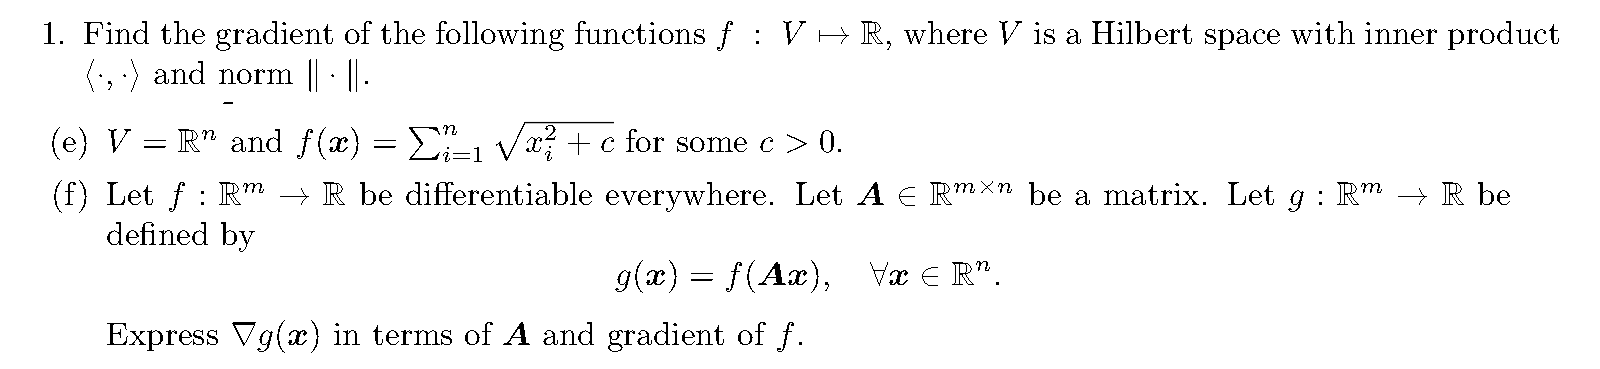 1. Find the gradient of the following functions f : V ↦ ℝ, where V is a Hilbert space with inner product
⟨·, ·⟩ and norm ‖ · ‖.
(e) V = ℝⁿ and f(x) = ∑ᵢ₌₁ⁿ √(xᵢ² + c) for some c > 0.
(f) Let f : ℝᵐ → ℝ be differentiable everywhere. Let A ∈ ℝᵐˣⁿ be a matrix. Let g : ℝᵐ → ℝ be
defined by
g(x) = f(Ax), ∀x ∈ ℝⁿ.
Express ∇g(x) in terms of A and gradient of f.